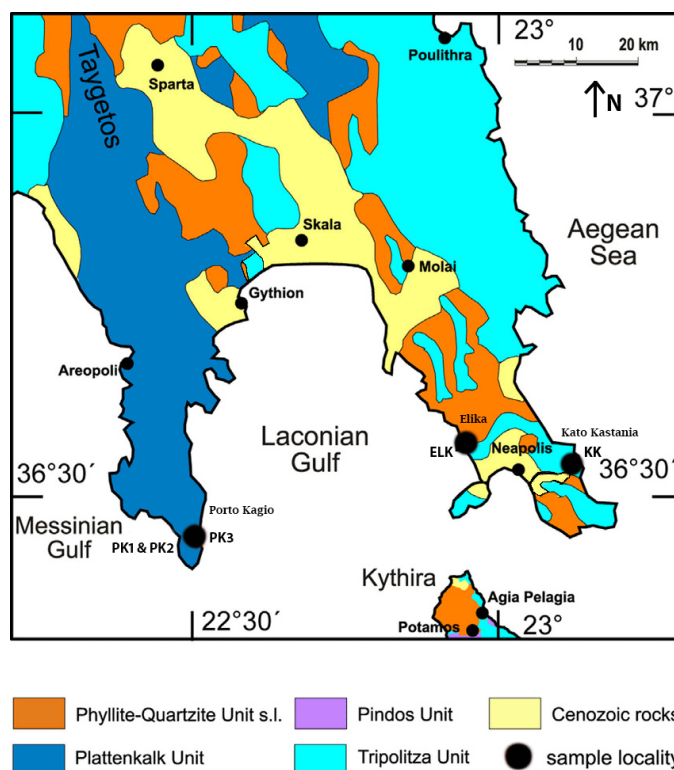 23°
Poulithra
10 20 km
Taygetos
Sparta
N
37°
Skala
Aegean
Sea
Molai
Gythion
Areopoli
Elika
Kato Kastania
Laconian
Gulf
ELK
Neapolis
KK
36°30´
36°30´
Porto Kagio
Messinian
Gulf
PK1 & PK2
PK3
Kythira
Agia Pelagia
Potamos
22°30´
23°
Phyllite-Quartzite Unit s.l.
Pindos Unit
Cenozoic rocks
Plattenkalk Unit
Tripolitza Unit
sample locality